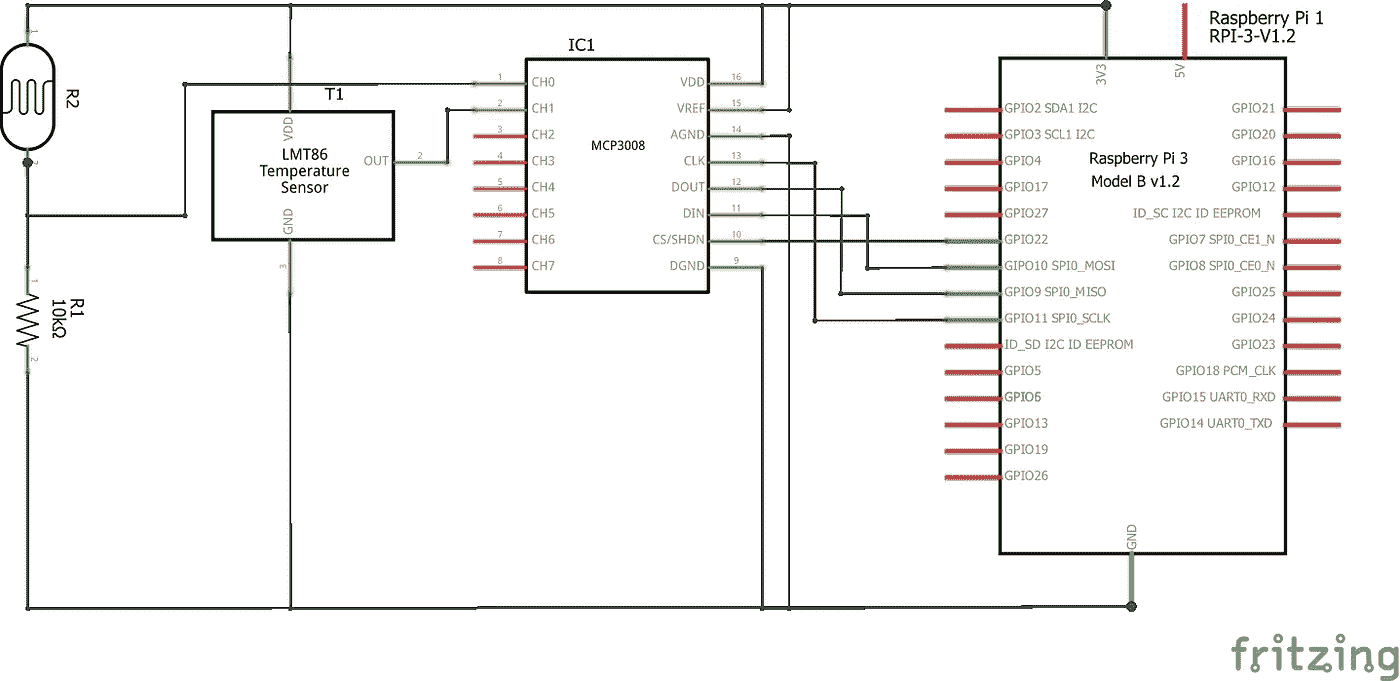 Raspberry Pi 1
RPI-3-V1.2
IC1
3V3
5V
1
R2
2
T1
VDD
LMT86
Temperature
Sensor
OUT
2
GND
3
1
R1
10kΩ
2
MCP3008
1 CH0 VDD 16
2 CH1 VREF 15
3 CH2 AGND 14
4 CH3 CLK 13
5 CH4 DOUT 12
6 CH5 DIN 11
7 CH6 CS/SHDN 10
8 CH7 DGND 9
Raspberry Pi 3
Model B v1.2
GPIO2 SDA1 I2C
GPIO3 SCL1 I2C
GPIO4
GPIO17
GPIO27
GPIO22
GIPO10 SPI0_MOSI
GPIO9 SPI0_MISO
GPIO11 SPI0_SCLK
ID_SD I2C ID EEPROM
GPIO5
GPIO6
GPIO13
GPIO19
GPIO26
GPIO21
GPIO20
GPIO16
GPIO12
ID_SC I2C ID EEPROM
GPIO7 SPI0_CE1_N
GPIO8 SPI0_CE0_N
GPIO25
GPIO24
GPIO23
GPIO18 PCM_CLK
GPIO15 UART0_RXD
GPIO14 UART0_TXD
GND
fritzing